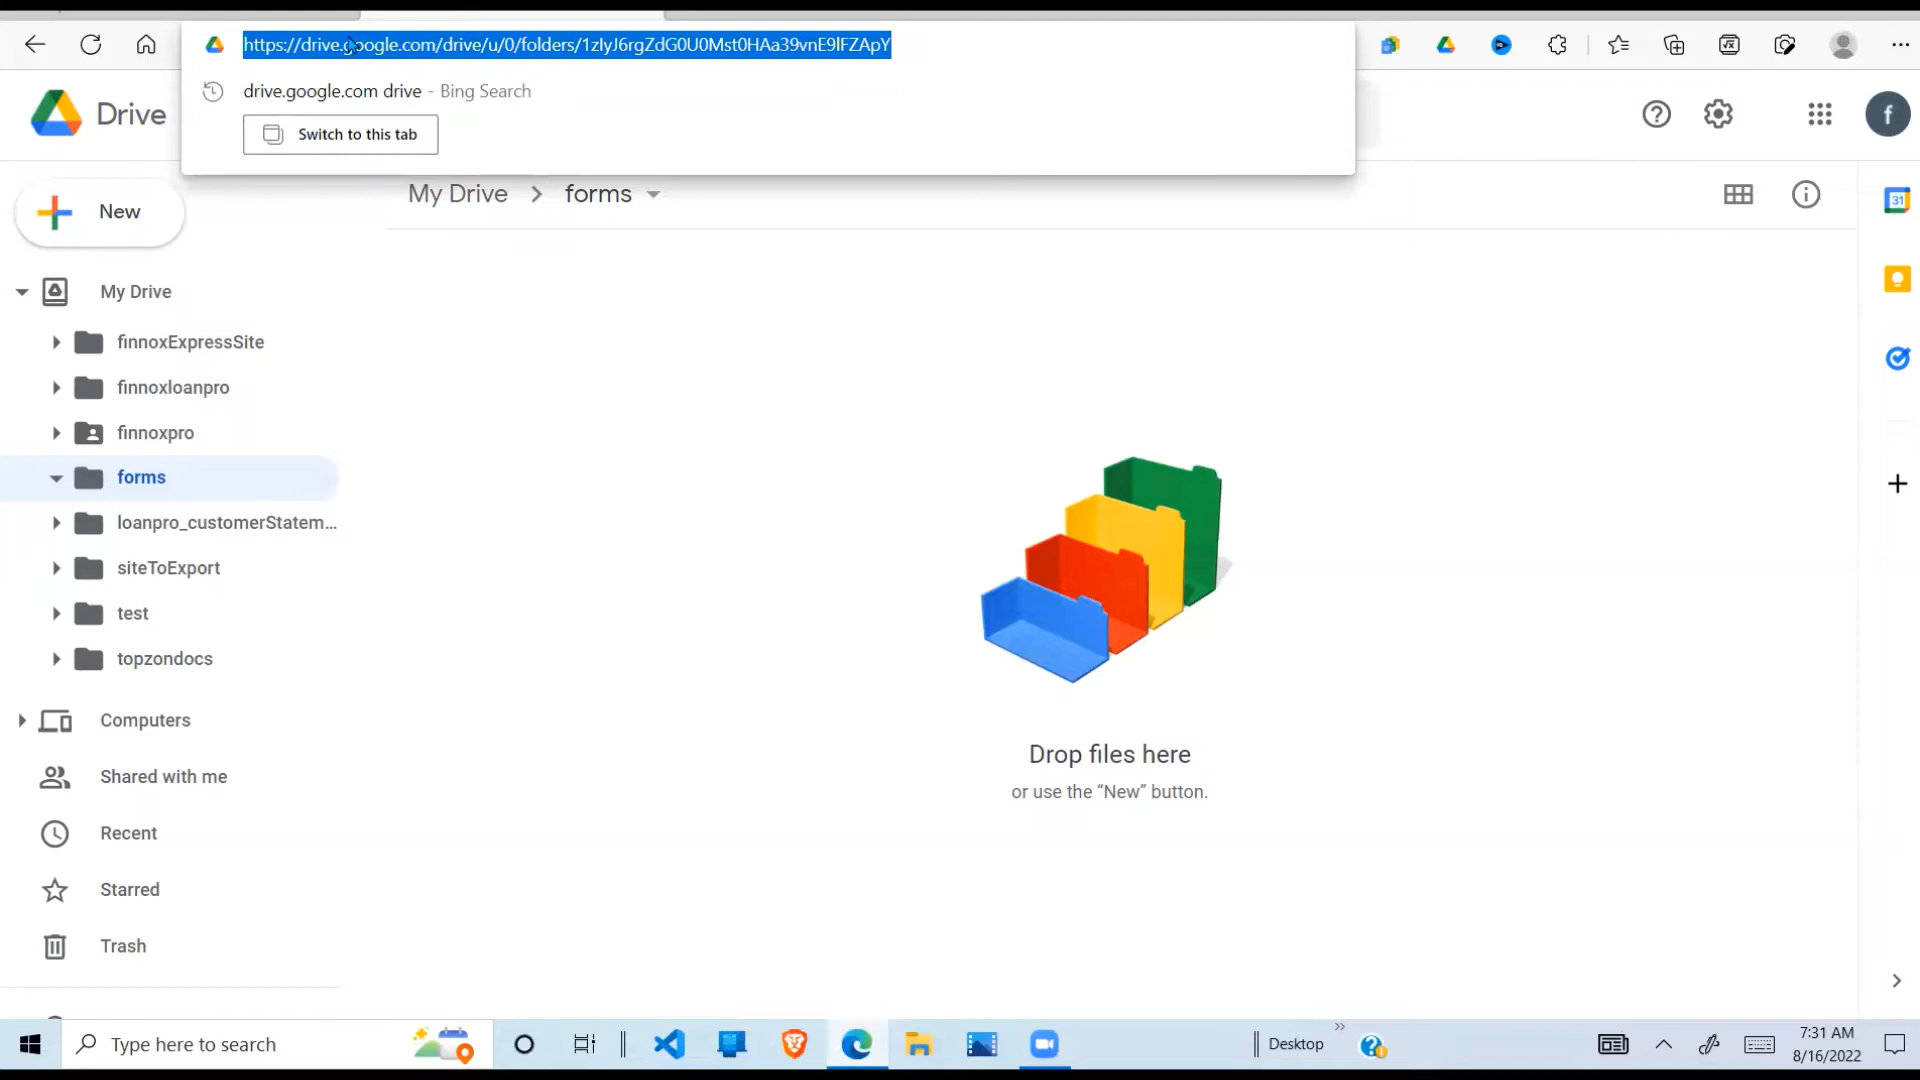 https://drive.google.com/drive/u/0/folders/1zlyJ6rgZdG0U0Mst0HAa39vnE9lFZApY
drive.google.com drive - Bing Search
Switch to this tab
Drive
f
My Drive
forms
New
31
My Drive
finnoxExpressSite
finnoxloanpro
finnoxpro
forms
loanpro_customerStatem...
siteToExport
test
topzondocs
Computers
Shared with me
Recent
Starred
Trash
Drop files here
or use the “New” button.
Type here to search
Desktop
7:31 AM
8/16/2022